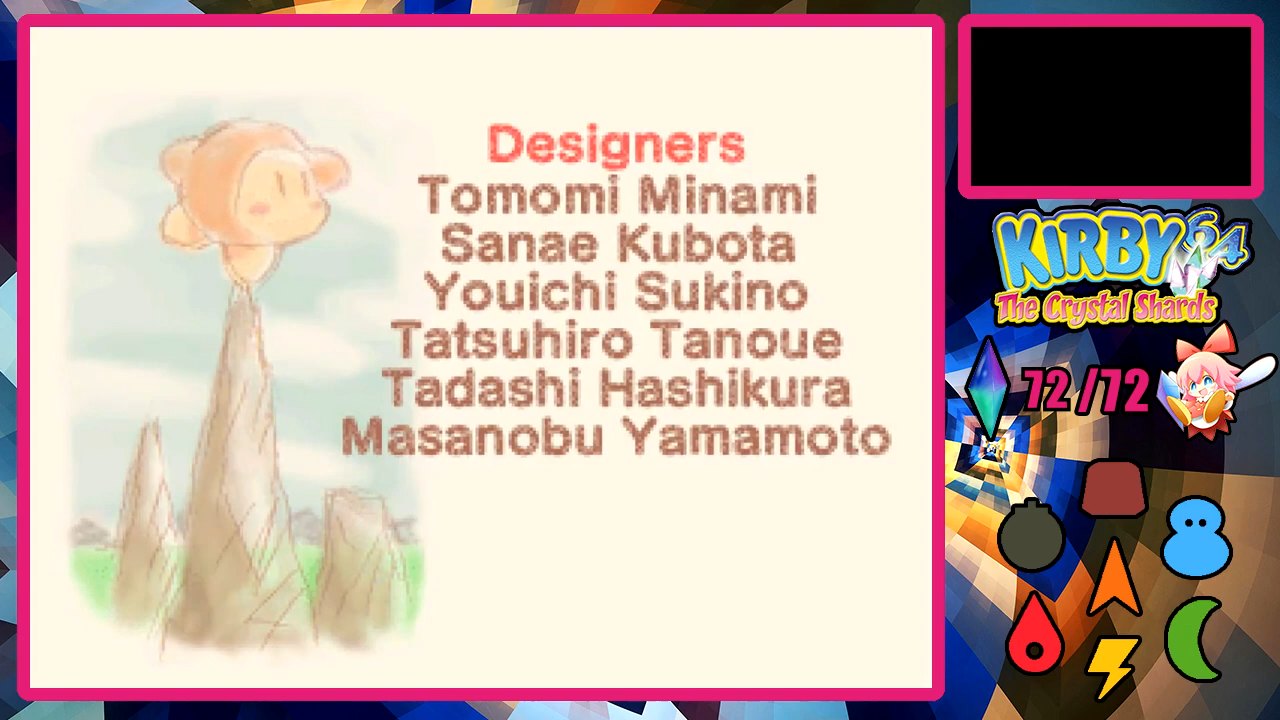 Designers
Tomomi Minami
Sanae Kubota
Youichi Sukino
Tatsuhiro Tanoue
Tadashi Hashikura
Masanobu Yamamoto
KIRBY 64
The Crystal Shards
72/72